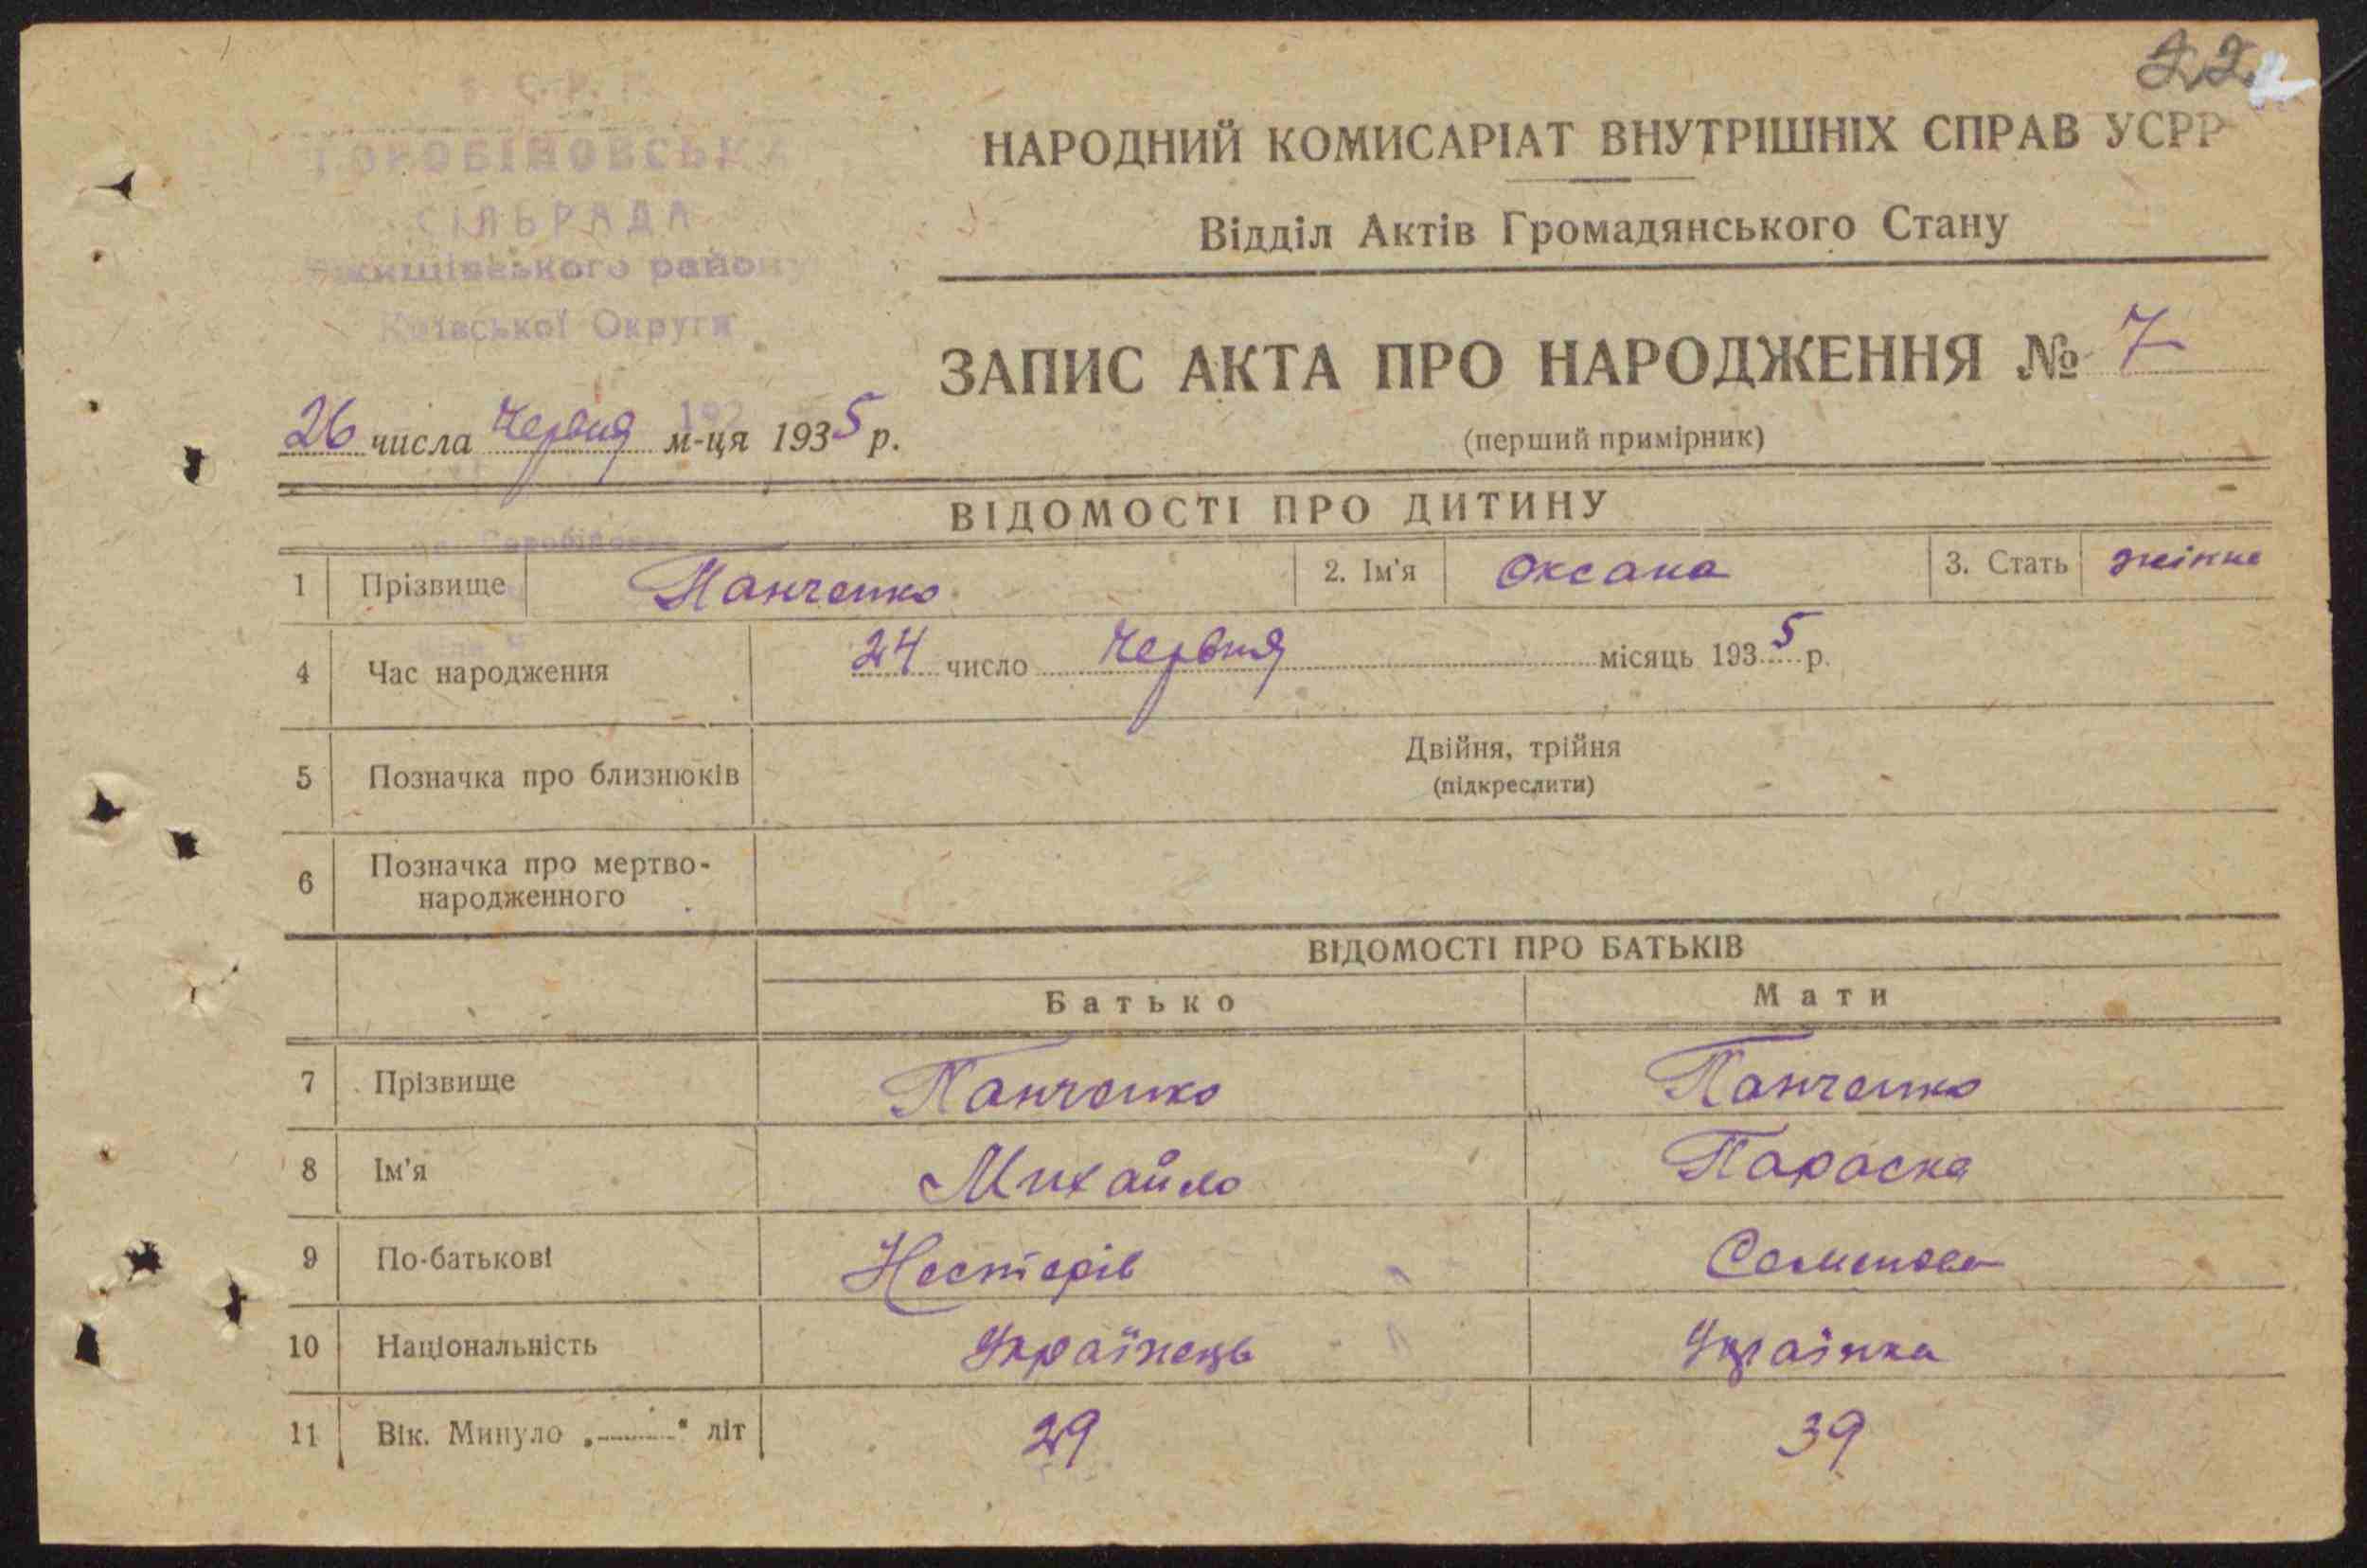 22
НАРОДНИЙ КОМИСАРІАТ ВНУТРІШНІХ СПРАВ УСРР
Відділ Актів Громадянського Стану
СІЛЬРАДА
району
Київської Округи
ЗАПИС АКТА ПРО НАРОДЖЕННЯ № 7
(перший примірник)
26 числа Червня м-ця 1935 р.
ВІДОМОСТІ ПРО ДИТИНУ
1 Прізвище Панченко 2. Ім'я Оксана 3. Стать жіноча
4 Час народження 24 число Червня місяць 1935 р.
5 Позначка про близнюків Двійня, трійня
(підкреслити)
6 Позначка про мертво-
народженного
ВІДОМОСТІ ПРО БАТЬКІВ
Батько Мати
7 Прізвище Панченко Панченко
8 Ім'я Михайло Параска
9 По-батькові Нестерів Семенова
10 Національність Українець Українка
11 Вік. Минуло „ " літ 29 39